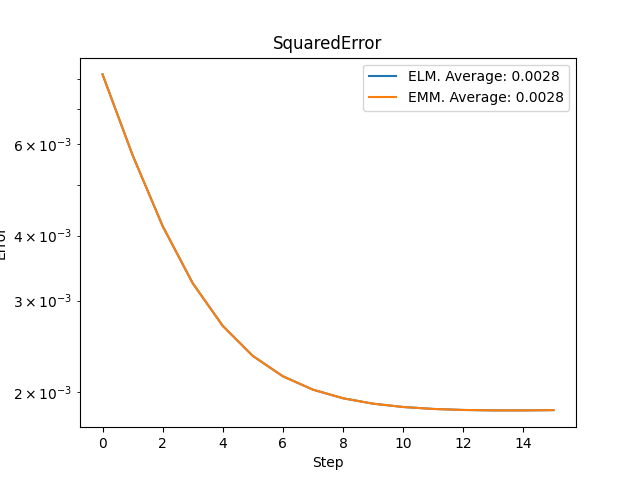 SquaredError
ELM. Average: 0.0028
EMM. Average: 0.0028
6 × 10⁻³
4 × 10⁻³
3 × 10⁻³
2 × 10⁻³
Error
0 2 4 6 8 10 12 14
Step